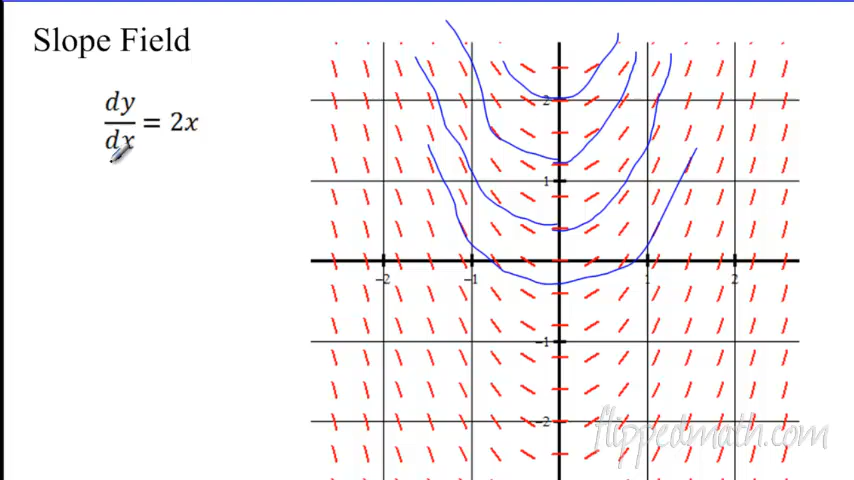 Slope Field
dy/dx = 2x
2
1
−2 −1 1 2
−1
−2
flippedmath.com